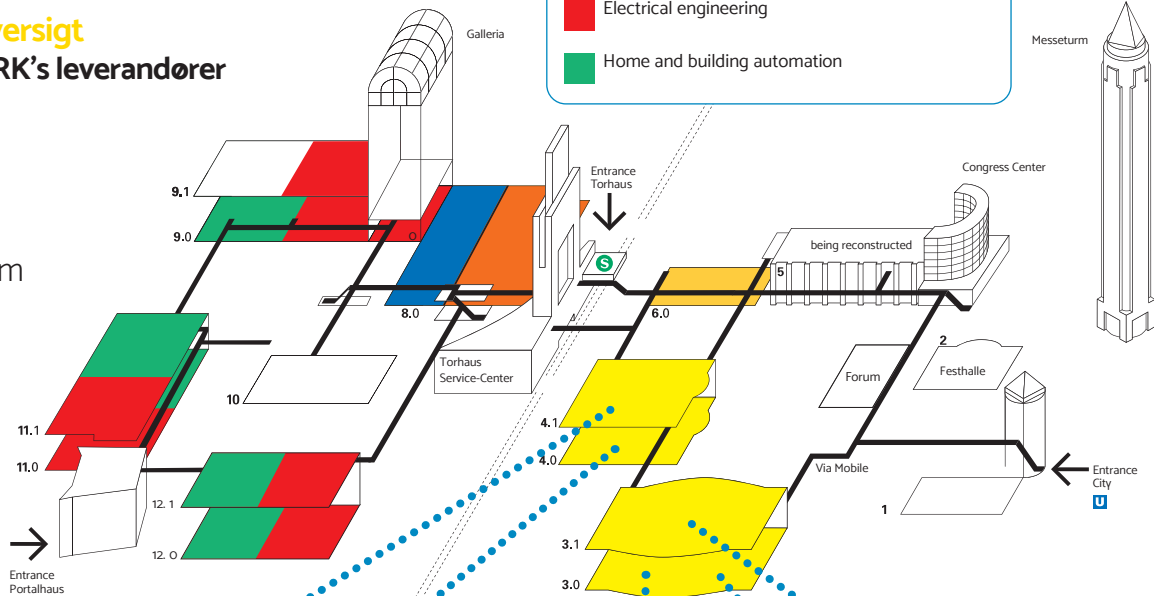 versigt
RK's leverandører
m
Electrical engineering
Home and building automation
Galleria
Messeturm
Entrance
Torhaus
Congress Center
9.1
9.0
0
S
being reconstructed
5
8.0
6.0
Torhaus
Service-Center
10
2
Festhalle
Forum
11.1
11.0
4.1
4.0
Via Mobile
Entrance
City
U
12.1
12.0
1
3.1
3.0
Entrance
Portalhaus